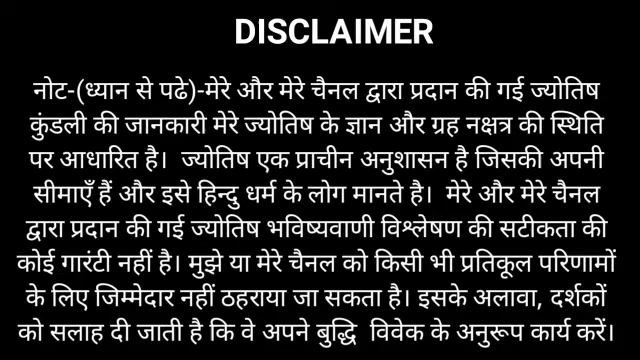 DISCLAIMER
नोट-(ध्यान से पढे)-मेरे और मेरे चैनल द्वारा प्रदान की गई ज्योतिष
कुंडली की जानकारी मेरे ज्योतिष के ज्ञान और ग्रह नक्षत्र की स्थिति
पर आधारित है।  ज्योतिष एक प्राचीन अनुशासन है जिसकी अपनी
सीमाएँ हैं और इसे हिन्दु धर्म के लोग मानते है।  मेरे और मेरे चैनल
द्वारा प्रदान की गई ज्योतिष भविष्यवाणी विश्लेषण की सटीकता की
कोई गारंटी नहीं है। मुझे या मेरे चैनल को किसी भी प्रतिकूल परिणामों
के लिए जिम्मेदार नहीं ठहराया जा सकता है। इसके अलावा, दर्शकों
को सलाह दी जाती है कि वे अपने बुद्धि  विवेक के अनुरूप कार्य करें।